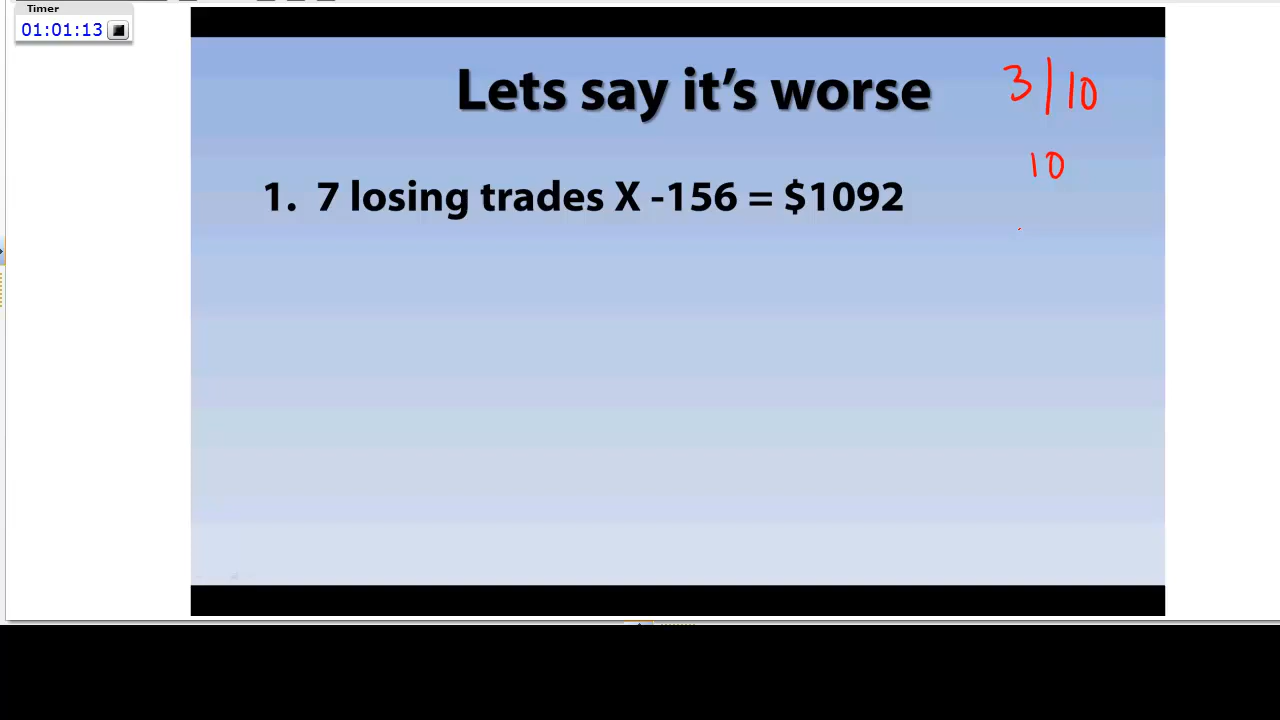 Timer
01:01:13
Lets say it's worse
3 | 10
10
1. 7 losing trades X -156 = $1092